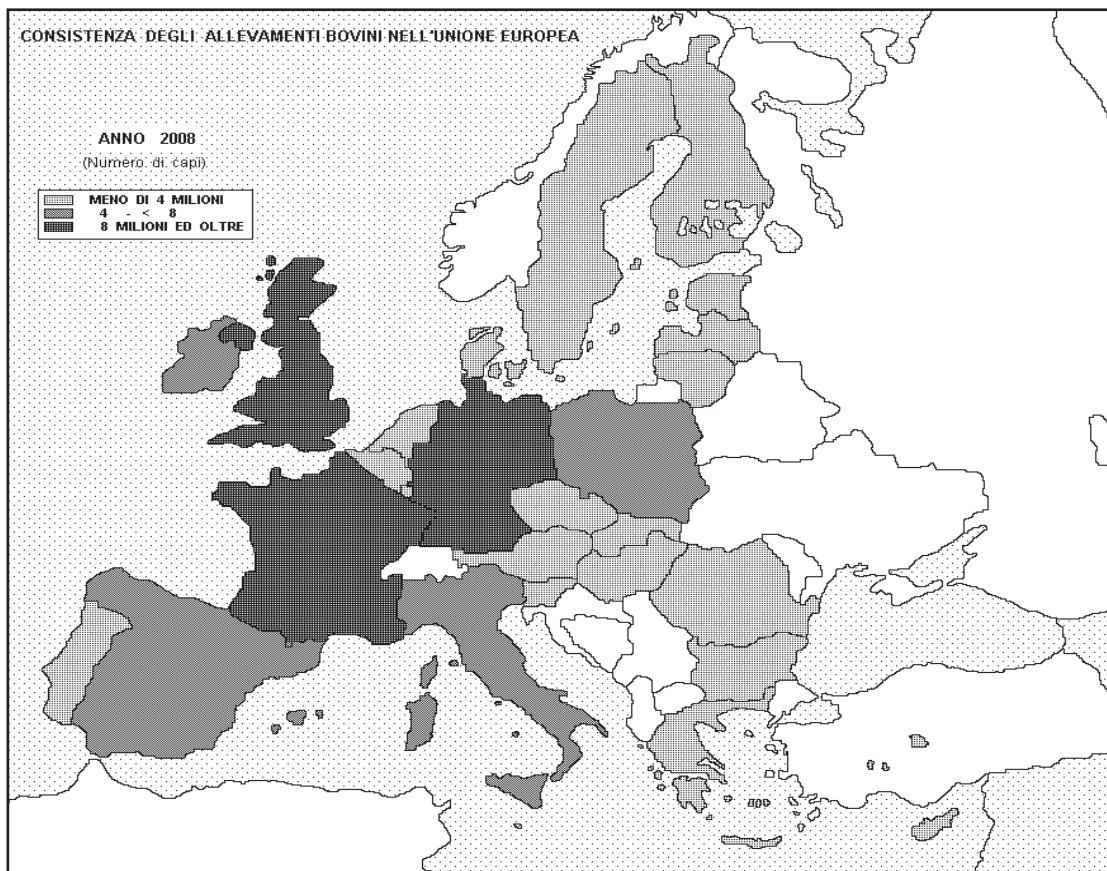 CONSISTENZA DEGLI ALLEVAMENTI BOVINI NELL'UNIONE EUROPEA
ANNO 2008
(Numero di capi)
MENO DI 4 MILIONI
4 - < 8
8 MILIONI ED OLTRE